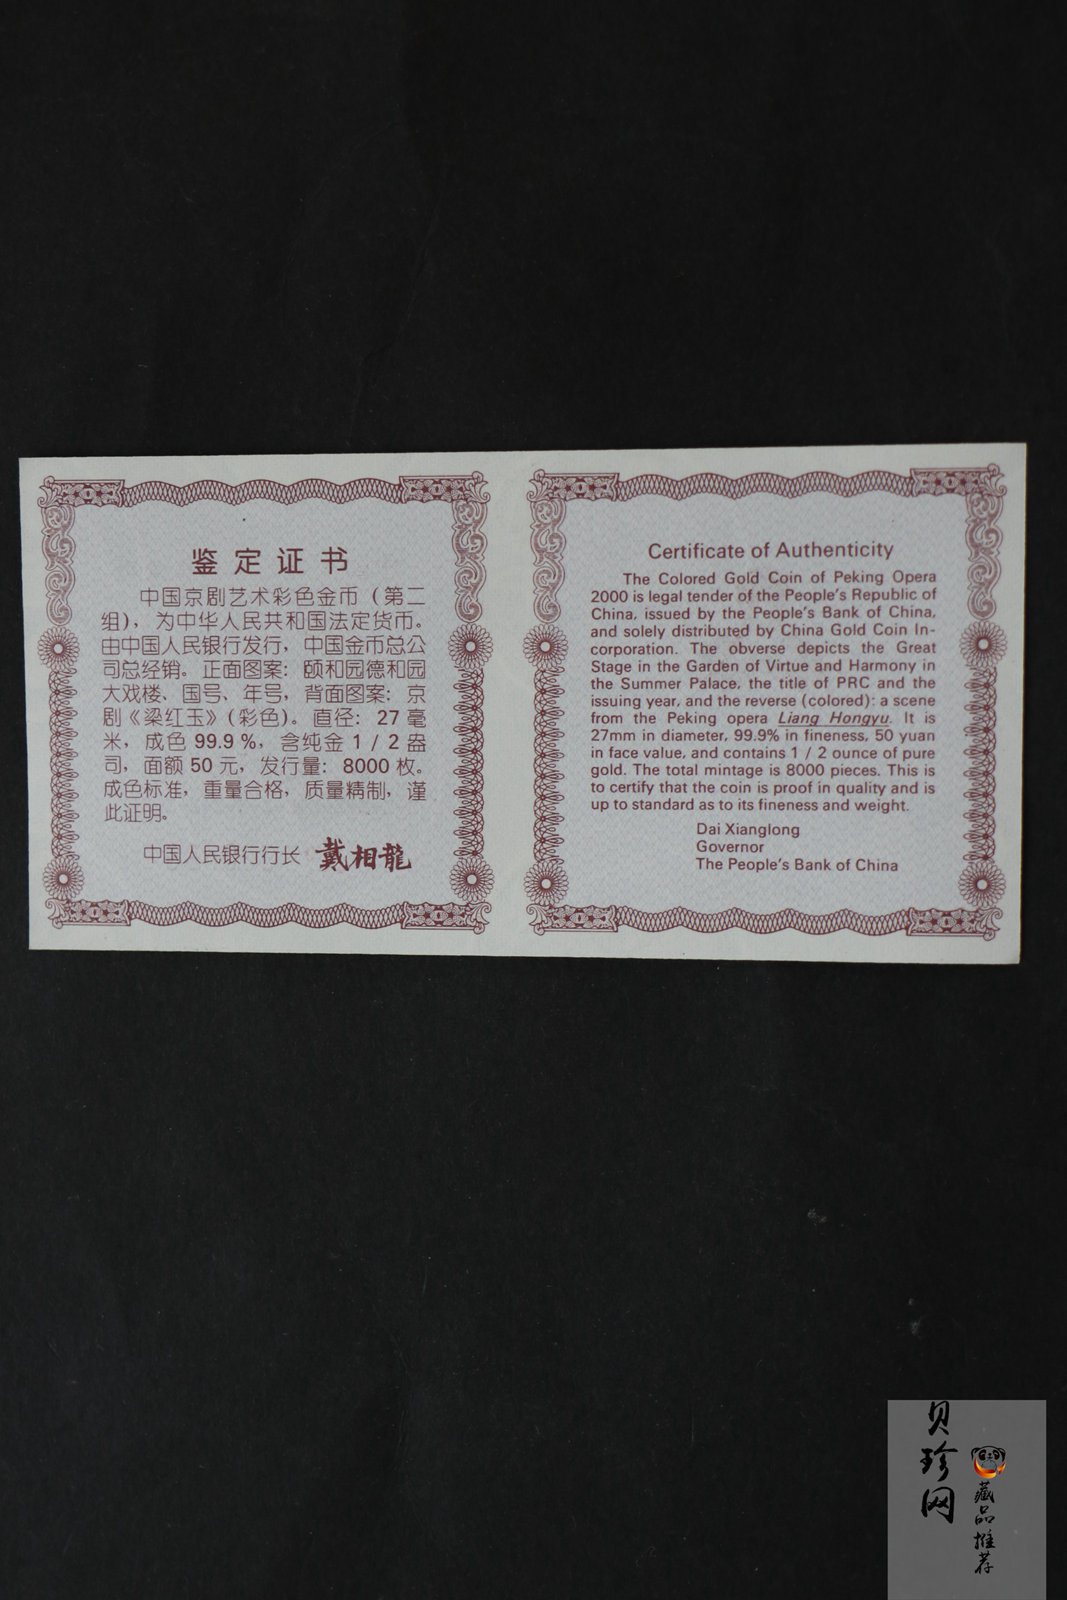 鉴定证书
中国京剧艺术彩色金币（第二
组），为中华人民共和国法定货币。
由中国人民银行发行，中国金币总公
司总经销。正面图案：颐和园德和园
大戏楼、国号、年号，背面图案：京
剧《梁红玉》（彩色）。直径：27毫
米，成色99.9%，含纯金1/2盎
司，面额50元，发行量：8000枚。
成色标准，重量合格，质量精制，谨
此证明。
中国人民银行行长 戴相龍
Certificate of Authenticity
The Colored Gold Coin of Peking Opera
2000 is legal tender of the People's Republic of
China, issued by the People's Bank of China,
and solely distributed by China Gold Coin In-
corporation. The obverse depicts the Great
Stage in the Garden of Virtue and Harmony in
the Summer Palace, the title of PRC and the
issuing year, and the reverse (colored): a scene
from the Peking opera Liang Hongyu. It is
27mm in diameter, 99.9% in fineness, 50 yuan
in face value, and contains 1 / 2 ounce of pure
gold. The total mintage is 8000 pieces. This is
to certify that the coin is proof in quality and is
up to standard as to its fineness and weight.
Dai Xianglong
Governor
The People's Bank of China
贝珍网
藏品推荐